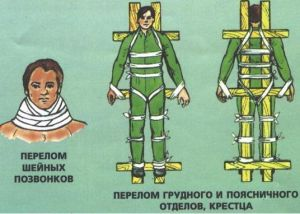 ПЕРЕЛОМ
ШЕЙНЫХ
ПОЗВОНКОВ
ПЕРЕЛОМ ГРУДНОГО И ПОЯСНИЧНОГО
ОТДЕЛОВ, КРЕСТЦА